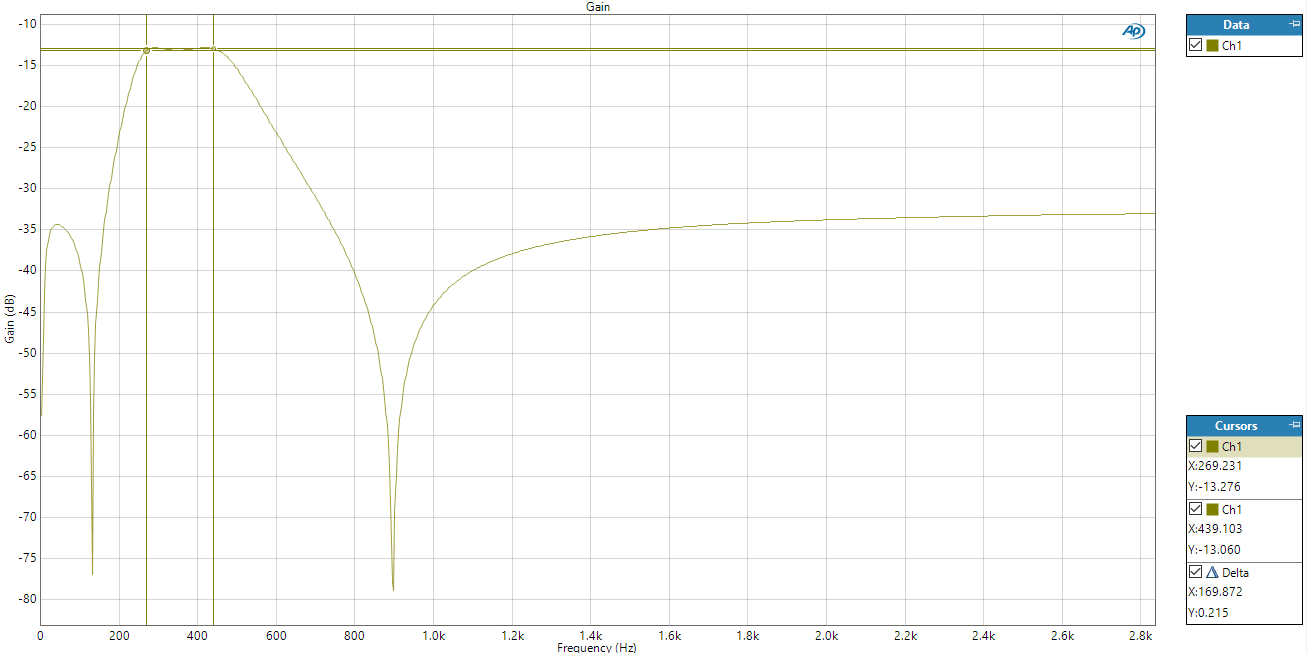 Gain
-10
-15
-20
-25
-30
-35
-40
-45
-50
-55
-60
-65
-70
-75
-80
Gain (dB)
0 200 400 600 800 1.0k 1.2k 1.4k 1.6k 1.8k 2.0k 2.2k 2.4k 2.6k 2.8k
Frequency (Hz)
AP
Data
Ch1
Cursors
Ch1
X:269.231
Y:-13.276
Ch1
X:439.103
Y:-13.060
Delta
X:169.872
Y:0.215